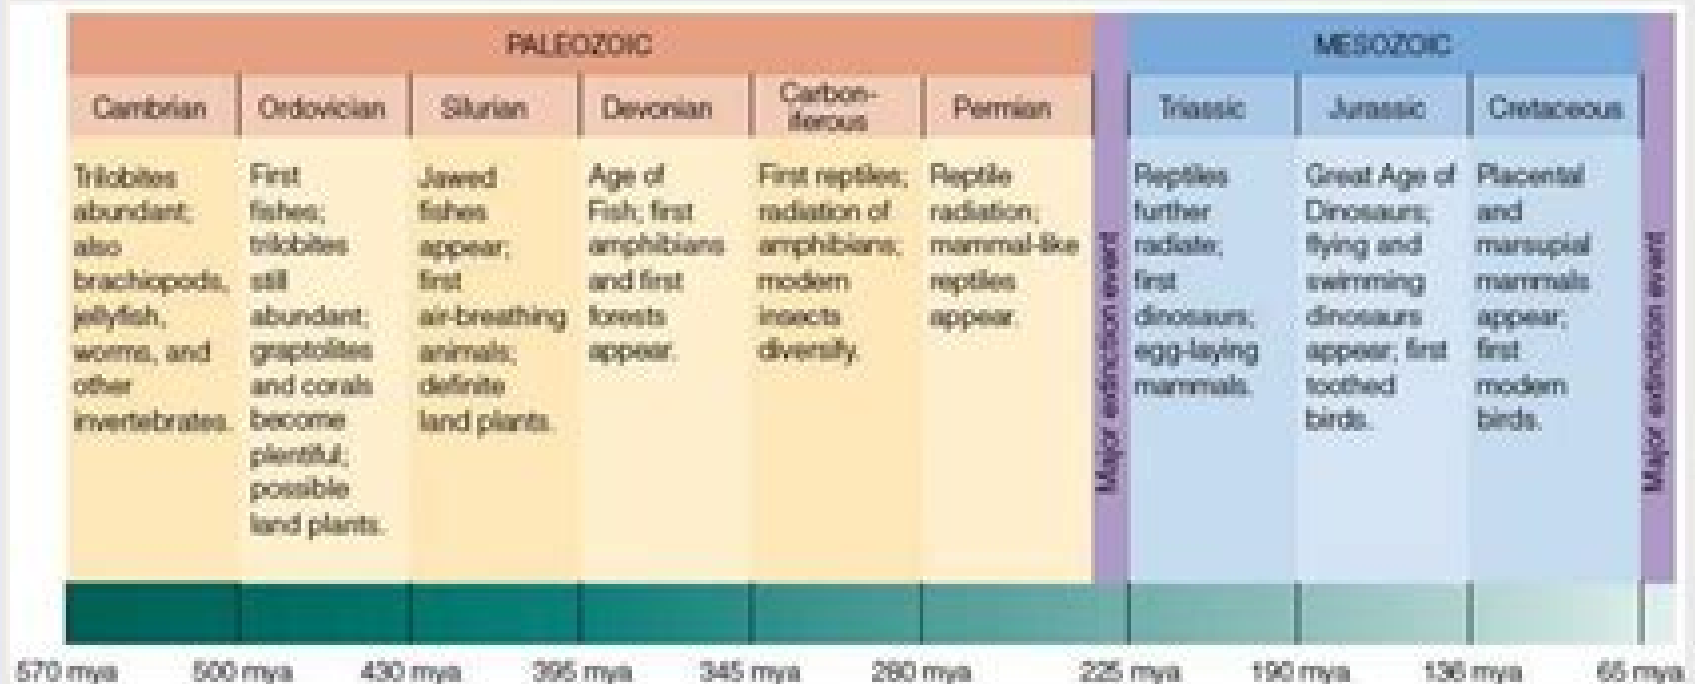 PALEOZOIC
MESOZOIC
Cambrian
Ordovician
Silurian
Devonian
Carbon-
iferous
Permian
Triassic
Jurassic
Cretaceous
Trilobites
abundant;
also
brachiopods,
jellyfish,
worms, and
other
invertebrates.
First
fishes;
trilobites
still
abundant;
graptolites
and corals
become
plentiful;
possible
land plants.
Jawed
fishes
appear;
first
air-breathing
animals;
definite
land plants.
Age of
Fish; first
amphibians
and first
forests
appear.
First reptiles;
radiation of
amphibians;
modern
insects
diversify.
Reptile
radiation;
mammal-like
reptiles
appear.
Major extinction event
Reptiles
further
radiate;
first
dinosaurs;
egg-laying
mammals.
Great Age of
Dinosaurs;
flying and
swimming
dinosaurs
appear; first
toothed
birds.
Placental
and
marsupial
mammals
appear;
first
modern
birds.
Major extinction event
570 mya
500 mya
430 mya
395 mya
345 mya
280 mya
225 mya
190 mya
136 mya
65 mya